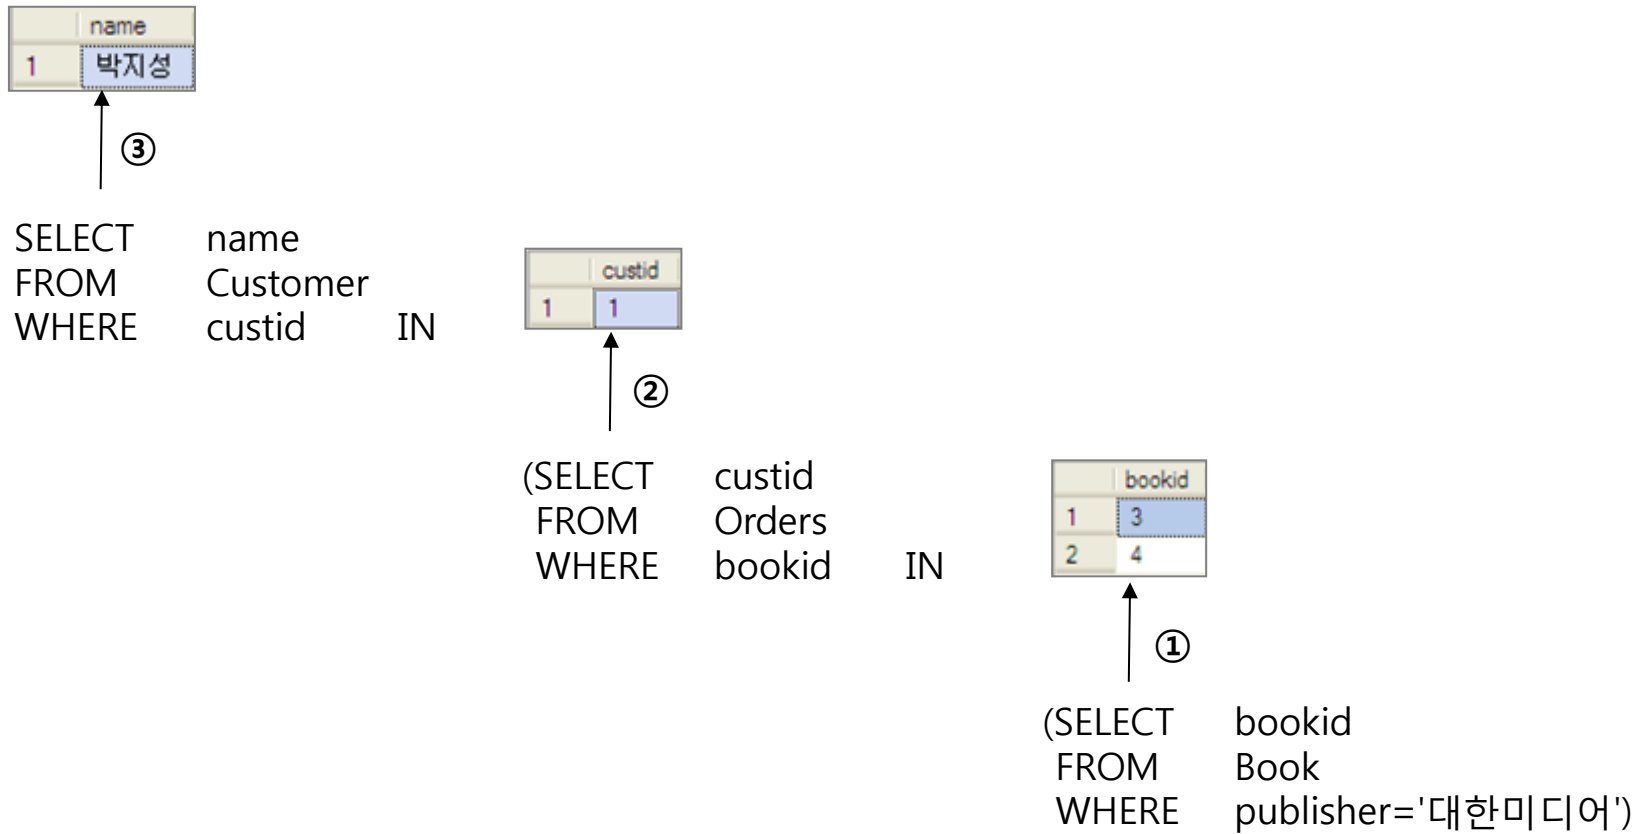 name
1 박지성
③
SELECT name
FROM Customer
WHERE custid IN
custid
1 1
②
(SELECT custid
FROM Orders
WHERE bookid IN
bookid
1 3
2 4
①
(SELECT bookid
FROM Book
WHERE publisher='대한미디어')